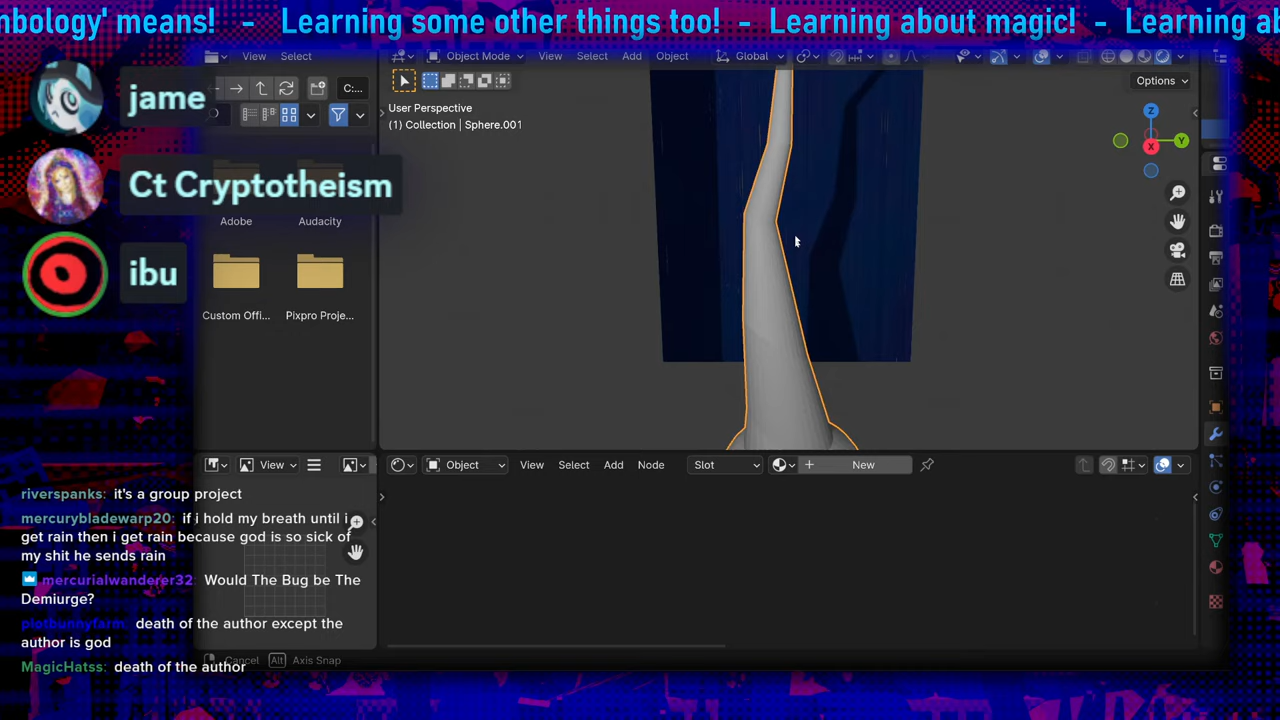 mbology' means!   -   Learning some other things too!  -  Learning about magic!  -  Learning ab
View Select
Object Mode View Select Add Object Global
jame
C:...
Options
User Perspective
(1) Collection | Sphere.001
Z
Y
X
Ct Cryptotheism
Adobe Audacity
ibu
Custom Offi... Pixpro Proje...
View
Object View Select Add Node Slot New
riverspanks: it's a group project
mercurybladewarp20: if i hold my breath until i
get rain then i get rain because god is so sick of
my shit he sends rain
mercurialwanderer32: Would The Bug be The
Demiurge?
plotbunnyfarm: death of the author except the
author is god
Cancel Alt Axis Snap
MagicHatss: death of the author